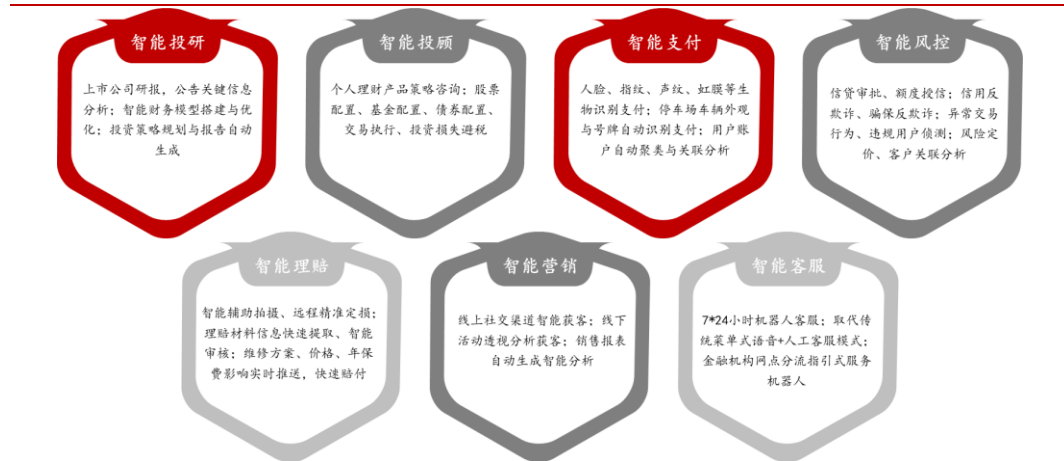 智能投研
上市公司研报，公告关键信息
分析；智能财务模型搭建与优
化；投资策略规划与报告自动
生成
智能投顾
个人理财产品策略咨询；股票
配置、基金配置、债券配置、
交易执行、投资损失避税
智能支付
人脸、指纹、声纹、虹膜等生
物识别支付；停车场车辆外观
与号牌自动识别支付；用户账
户自动聚类与关联分析
智能风控
信贷审批、额度授信；信用反
欺诈、骗保反欺诈；异常交易
行为、违规用户侦测；风险定
价、客户关联分析
智能理赔
智能辅助拍摄、远程精准定损；
理赔材料信息快速提取、智能
审核；维修方案、价格、年保
费影响实时推送，快速赔付
智能营销
线上社交渠道智能获客；线下
活动透视分析获客；销售报表
自动生成智能分析
智能客服
7*24小时机器人客服；取代传
统菜单式语音+人工客服模式；
金融机构网点分流指引式服务
机器人